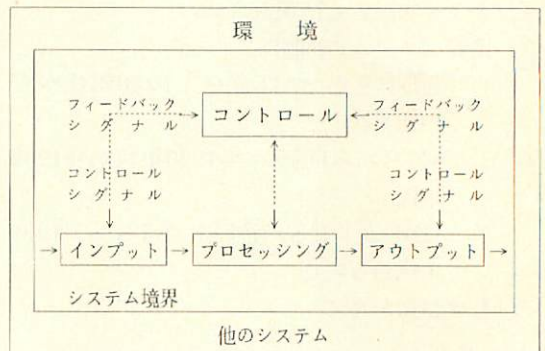 環 境
フィードバック
シグナル
コントロール
フィードバック
シグナル
コントロール
シグナル
コントロール
シグナル
インプット
プロセッシング
アウトプット
システム境界
他のシステム